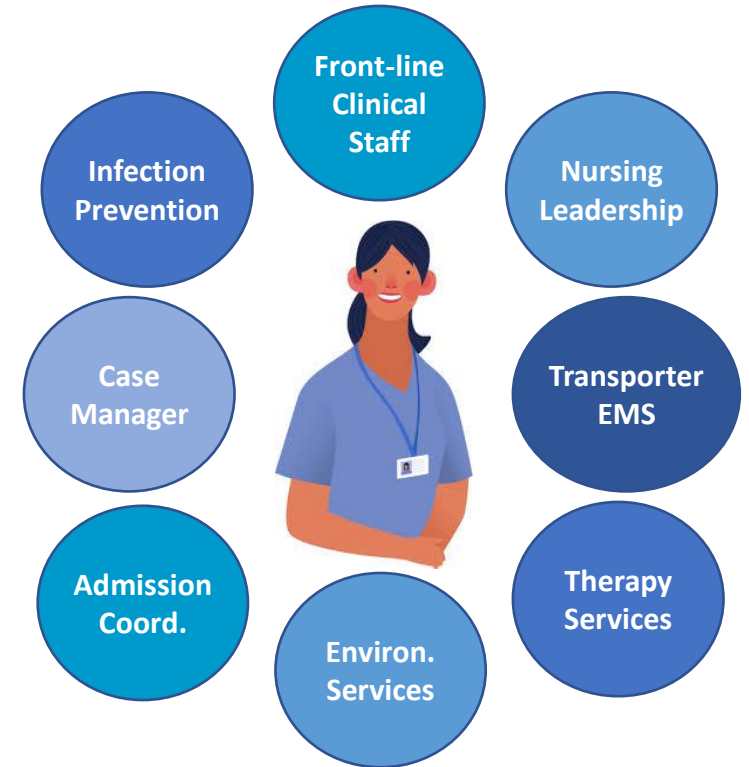 Front-line
Clinical
Staff
Infection
Prevention
Nursing
Leadership
Case
Manager
Transporter
EMS
Admission
Coord.
Therapy
Services
Environ.
Services